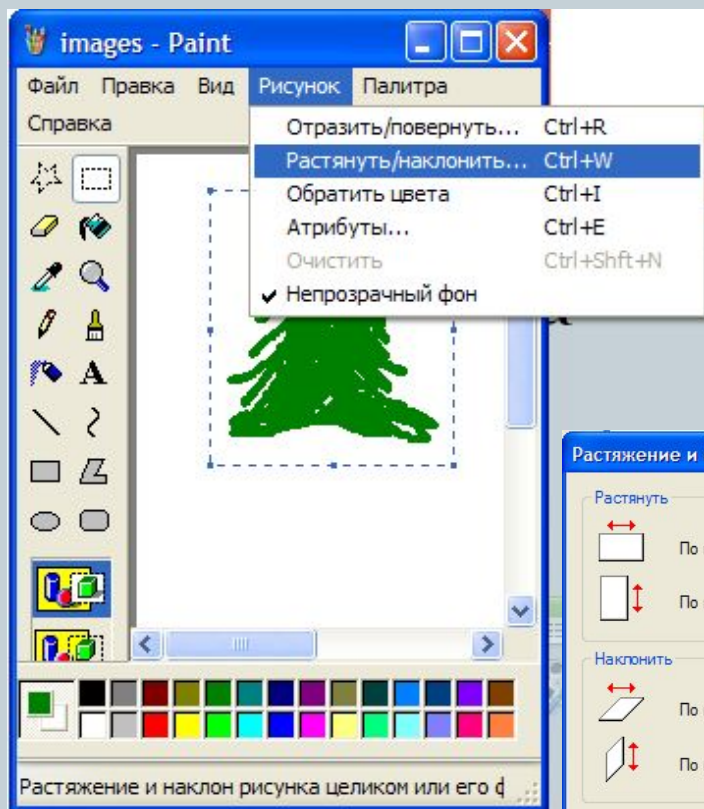 images - Paint
Файл Правка Вид Рисунок Палитра
Справка
Отразить/повернуть... Ctrl+R
Растянуть/наклонить... Ctrl+W
Обратить цвета Ctrl+I
Атрибуты... Ctrl+E
Очистить Ctrl+Shft+N
Непрозрачный фон
A
Растяжение и
Растянуть
По
По
Наклонить
По
По
Растяжение и наклон рисунка целиком или его